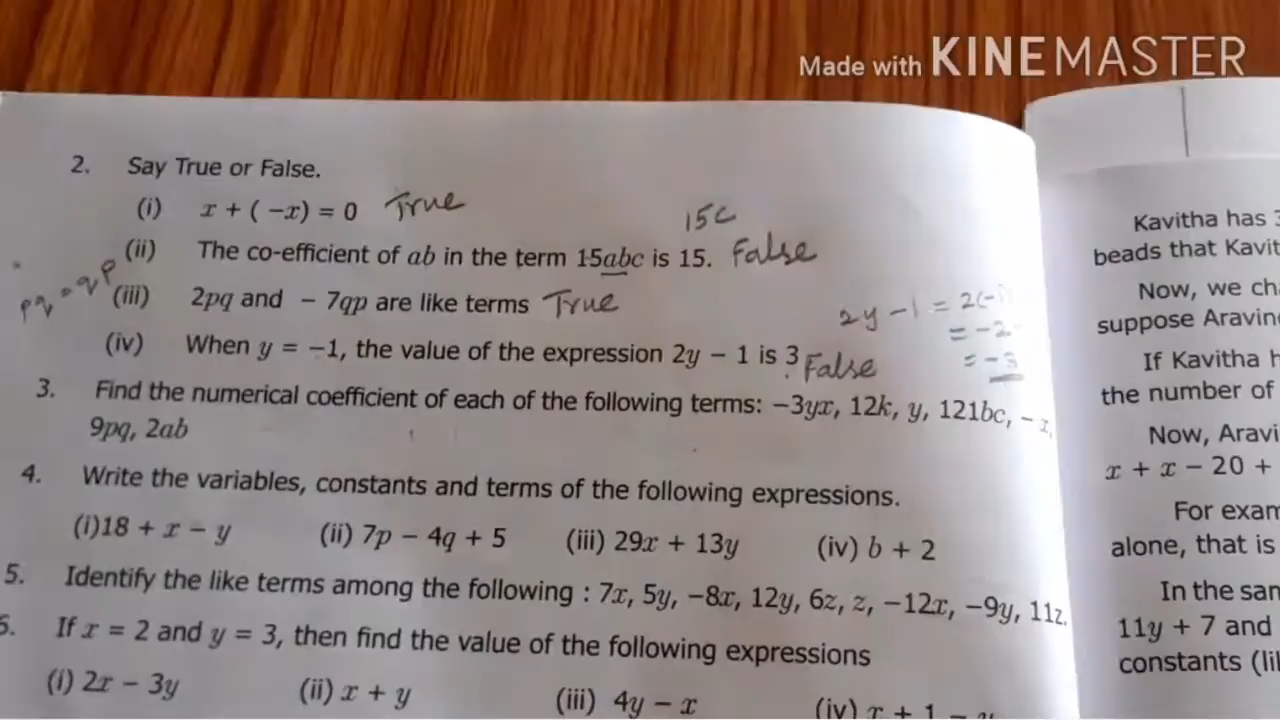 Made with KINEMASTER
2. Say True or False.
(i) x + ( −x) = 0 True
15c
(ii) The co-efficient of ab in the term 15abc is 15. False
pq = qp
(iii) 2pq and − 7qp are like terms True
2y − 1 = 2(−1)
= −2
= −3
(iv) When y = −1, the value of the expression 2y − 1 is 3 False
3. Find the numerical coefficient of each of the following terms: −3yx, 12k, y, 121bc, − x,
9pq, 2ab
4. Write the variables, constants and terms of the following expressions.
(i)18 + x − y (ii) 7p − 4q + 5 (iii) 29x + 13y (iv) b + 2
5. Identify the like terms among the following : 7x, 5y, −8x, 12y, 6z, z, −12x, −9y, 11z.
6. If x = 2 and y = 3, then find the value of the following expressions
(i) 2x − 3y (ii) x + y (iii) 4y − x (iv) x + 1 − y
Kavitha has 3
beads that Kavit
Now, we cha
suppose Aravin
If Kavitha h
the number of
Now, Aravi
x + x − 20 +
For exam
alone, that is
In the san
11y + 7 and
constants (lik